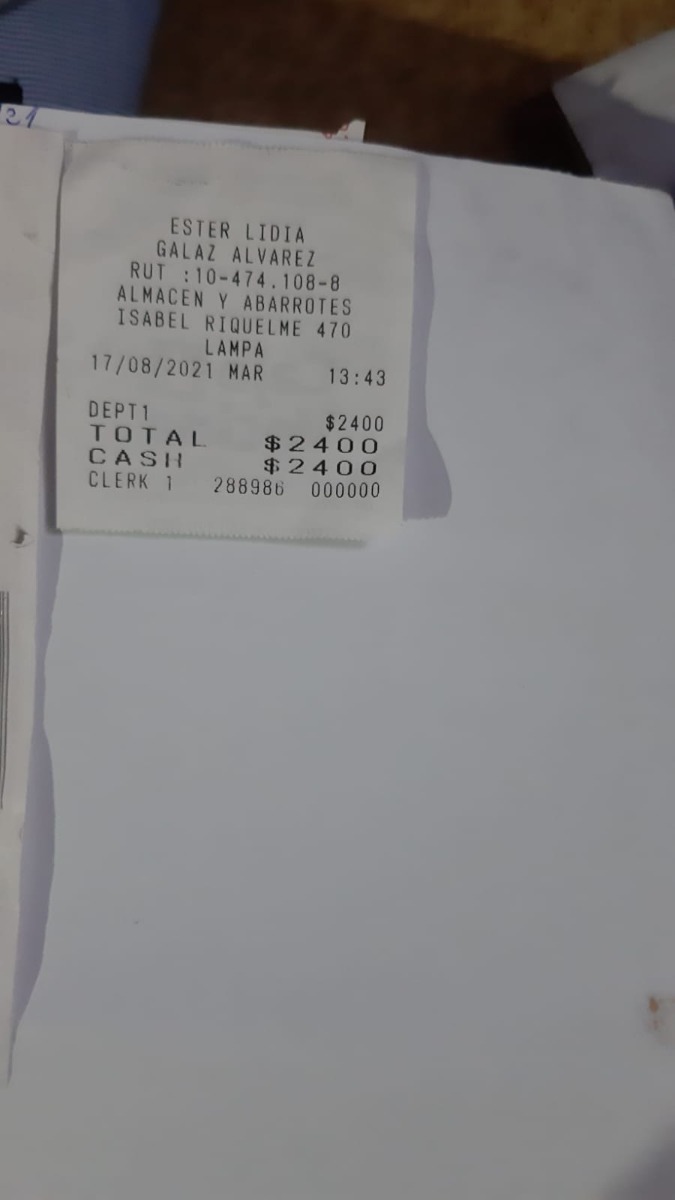 21
ESTER LIDIA
GALAZ ALVAREZ
RUT :10-474.108-8
ALMACEN Y ABARROTES
ISABEL RIQUELME 470
LAMPA
17/08/2021 MAR 13:43
DEPT1 $2400
TOTAL $2400
CASH $2400
CLERK 1 288986 000000